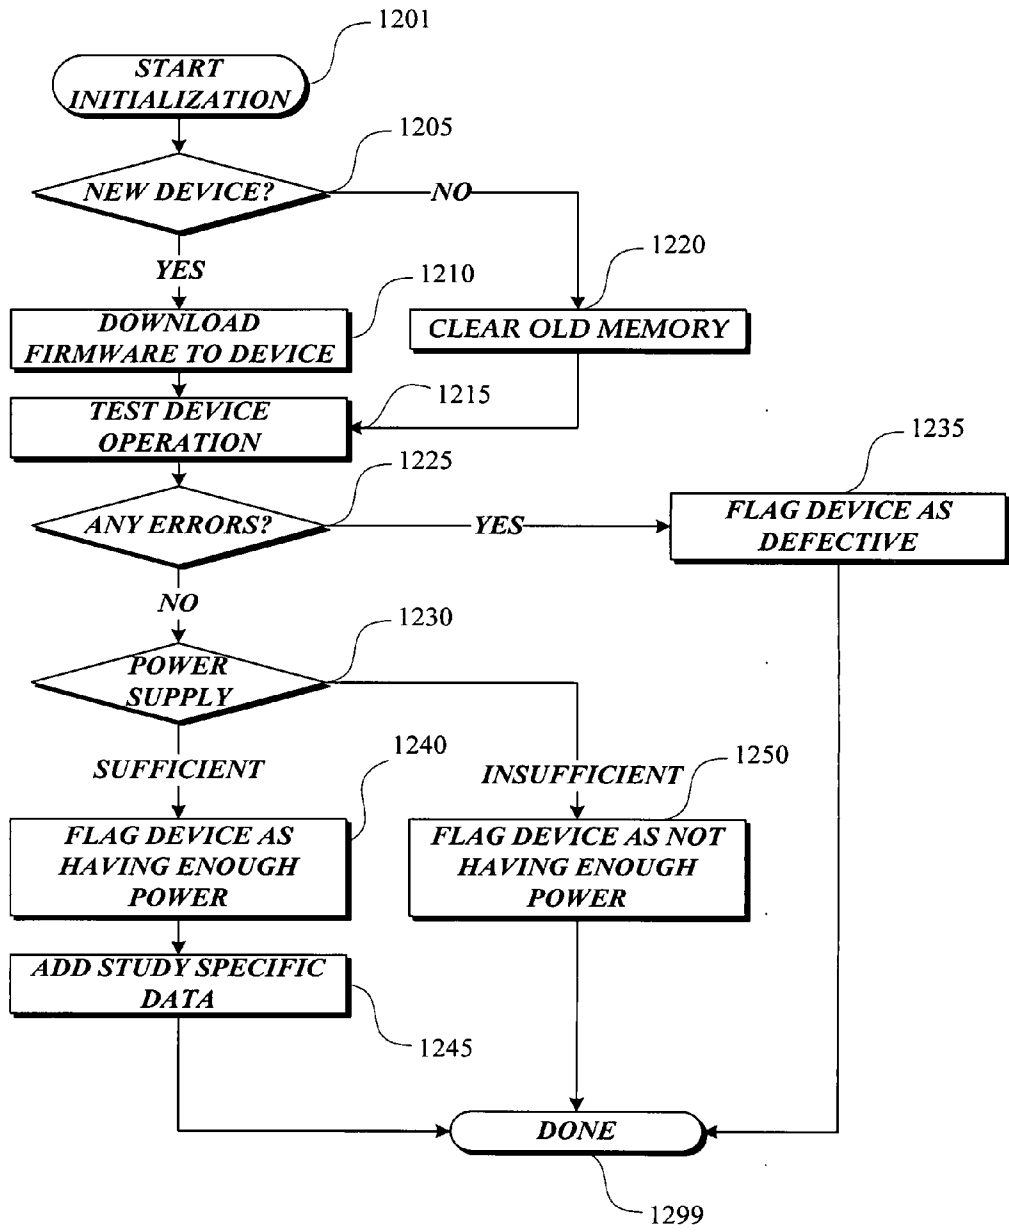 1201
START
INITIALIZATION
1205
NEW DEVICE?
NO
YES
1210
1220
DOWNLOAD
FIRMWARE TO DEVICE
CLEAR OLD MEMORY
1215
TEST DEVICE
OPERATION
1225
1235
ANY ERRORS?
YES
FLAG DEVICE AS
DEFECTIVE
NO
1230
POWER
SUPPLY
SUFFICIENT
1240
INSUFFICIENT
1250
FLAG DEVICE AS
HAVING ENOUGH
POWER
FLAG DEVICE AS NOT
HAVING ENOUGH
POWER
ADD STUDY SPECIFIC
DATA
1245
DONE
1299